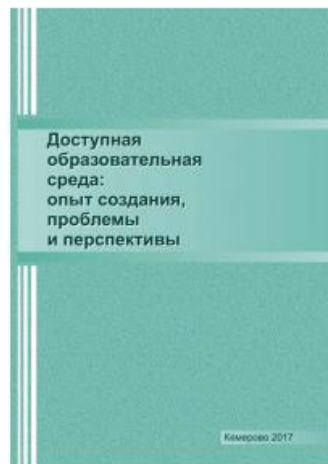 Доступная
образовательная
среда:
опыт создания,
проблемы
и перспективы
Кемерово 2017